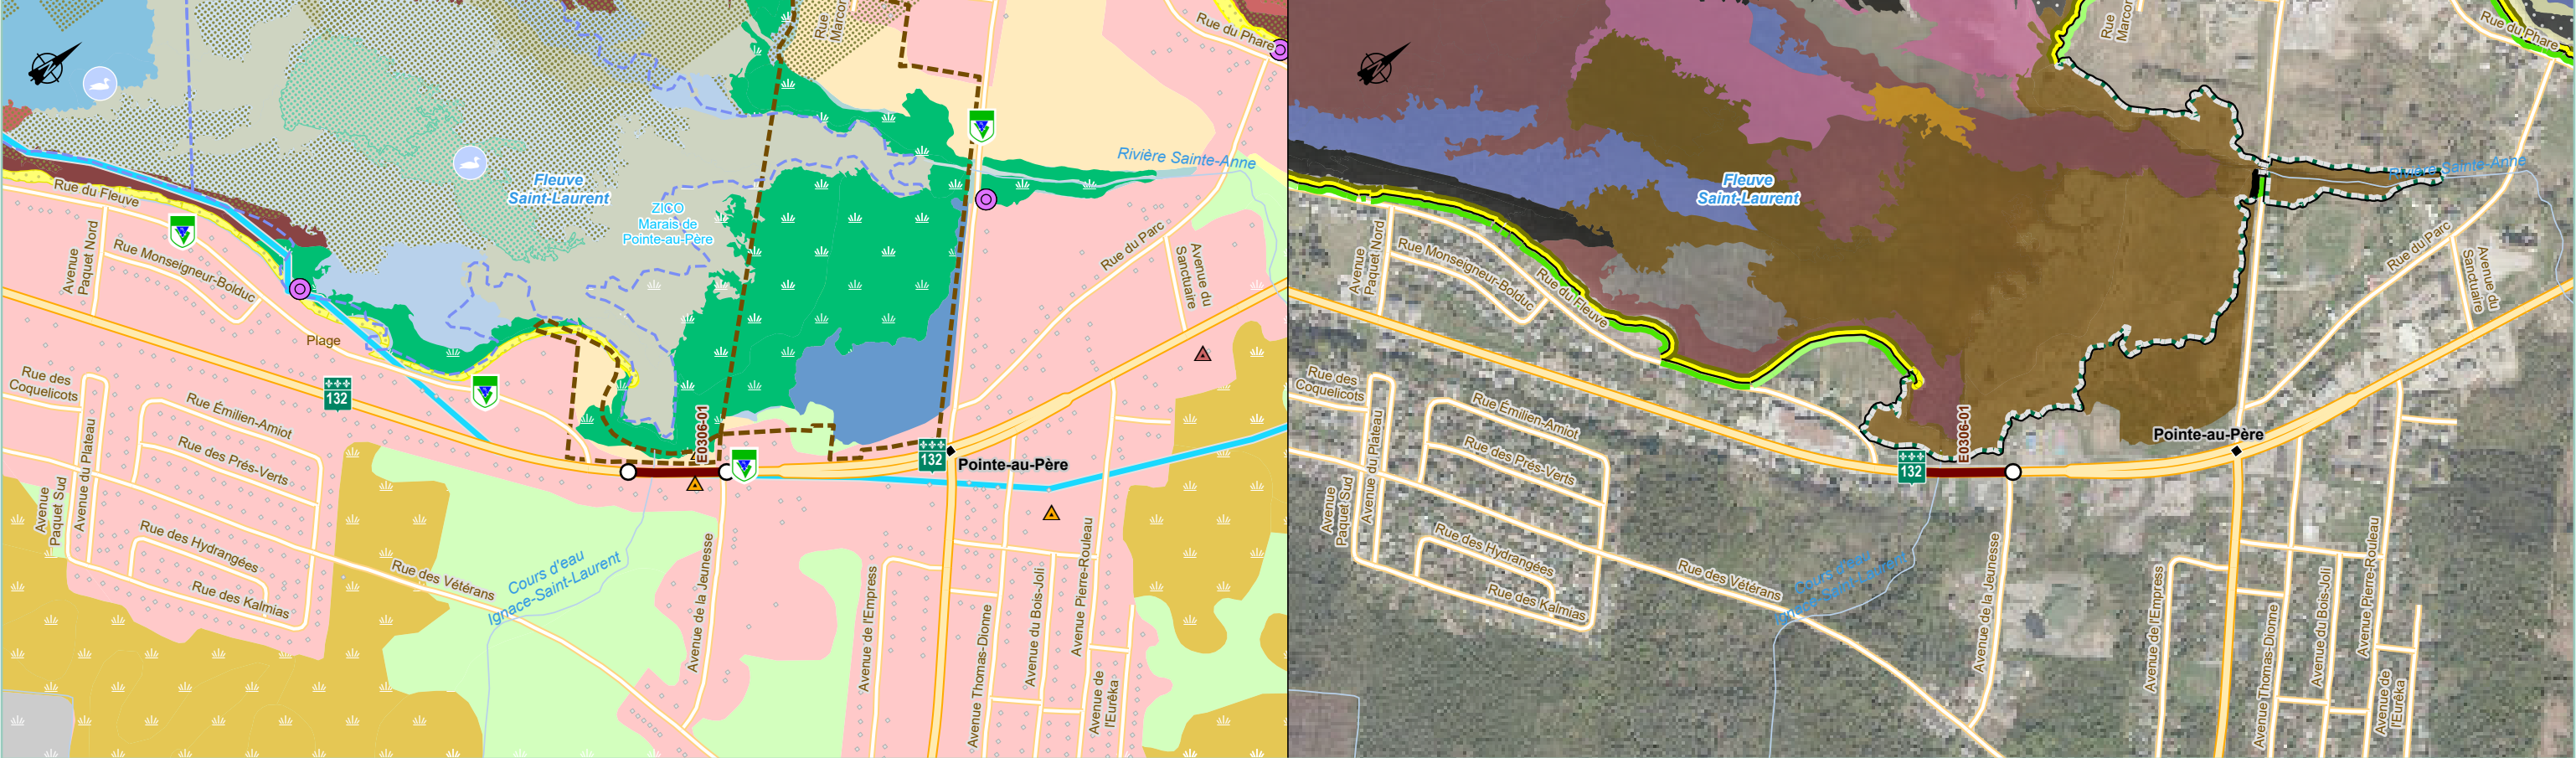 Rue
Marcon
Rue du Phare
Rivière Sainte-Anne
Fleuve
Saint-Laurent
ZICO
Marais de
Pointe-au-Père
Rue du Fleuve
Avenue
Paquet Nord
Rue Monseigneur-Bolduc
Rue du Parc
Avenue du
Sanctuaire
Plage
Rue des
Coquelicots
132
Rue Émilien-Amiot
Rue des Prés-Verts
Avenue du Plateau
Avenue
Paquet Sud
E0306-01
132
Pointe-au-Père
Rue des Hydrangées
Rue des Kalmias
Rue des Vétérans
Cours d'eau
Ignace-Saint-Laurent
Avenue de la Jeunesse
Avenue de l'Empress
Avenue Thomas-Dionne
Avenue du Bois-Joli
Avenue Pierre-Rouleau
Avenue de
l'Eurêka
Rue
Marcon
Rue du Phare
Rivière Sainte-Anne
Fleuve
Saint-Laurent
Avenue
Paquet Nord
Rue Monseigneur-Bolduc
Rue du Fleuve
Rue du Parc
Avenue du
Sanctuaire
Rue des
Coquelicots
Rue Émilien-Amiot
Rue des Prés-Verts
Avenue du Plateau
Avenue
Paquet Sud
132
E0306-01
Pointe-au-Père
Rue des Hydrangées
Rue des Kalmias
Rue des Vétérans
Cours d'eau
Ignace-Saint-Laurent
Avenue de la Jeunesse
Avenue de l'Empress
Avenue Thomas-Dionne
Avenue du Bois-Joli
Avenue Pierre-Rouleau
Avenue de
l'Eurêka